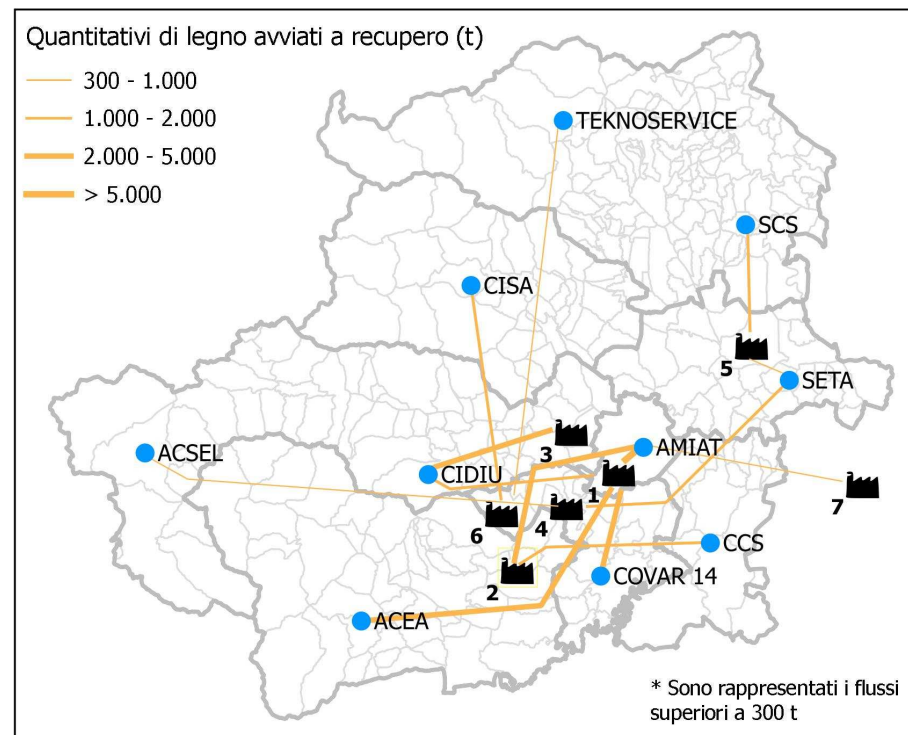 Quantitativi di legno avviati a recupero (t)
300 - 1.000
1.000 - 2.000
2.000 - 5.000
> 5.000
TEKNOSERVICE
SCS
CISA
5
SETA
ACSEL
3
AMIAT
CIDIU
1
7
6
4
CCS
2
COVAR 14
ACEA
* Sono rappresentati i flussi
superiori a 300 t